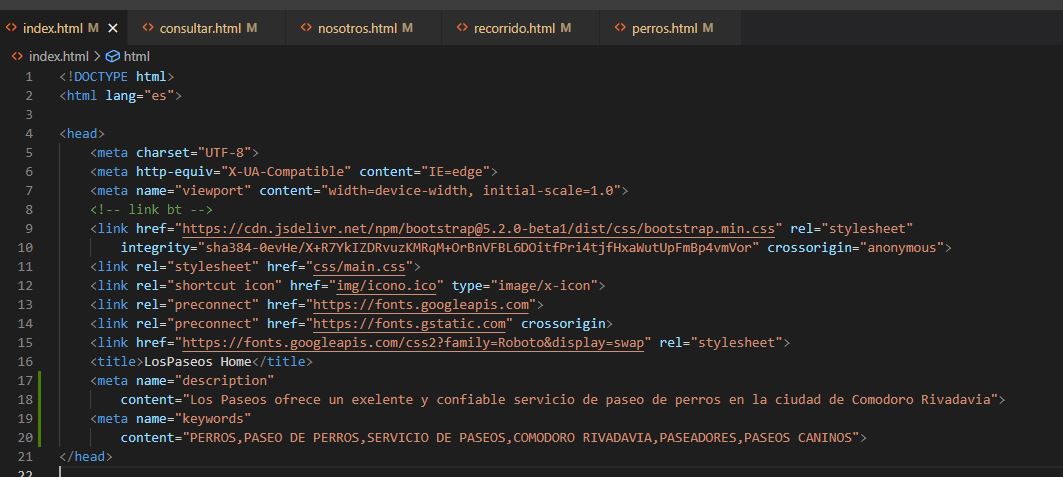 index.html M × consultar.html M nosotros.html M recorrido.html M perros.html M
index.html > html
1 <!DOCTYPE html>
2 <html lang="es">
3
4 <head>
5 <meta charset="UTF-8">
6 <meta http-equiv="X-UA-Compatible" content="IE=edge">
7 <meta name="viewport" content="width=device-width, initial-scale=1.0">
8 <!-- link bt -->
9 <link href="https://cdn.jsdelivr.net/npm/bootstrap@5.2.0-beta1/dist/css/bootstrap.min.css" rel="stylesheet"
10 integrity="sha384-0evHe/X+R7YkIZDRvuzKMRqM+OrBnVFBL6DOitfPri4tjfHxaWutUpFmBp4vmVor" crossorigin="anonymous">
11 <link rel="stylesheet" href="css/main.css">
12 <link rel="shortcut icon" href="img/icono.ico" type="image/x-icon">
13 <link rel="preconnect" href="https://fonts.googleapis.com">
14 <link rel="preconnect" href="https://fonts.gstatic.com" crossorigin>
15 <link href="https://fonts.googleapis.com/css2?family=Roboto&display=swap" rel="stylesheet">
16 <title>LosPaseos Home</title>
17 <meta name="description"
18 content="Los Paseos ofrece un exelente y confiable servicio de paseo de perros en la ciudad de Comodoro Rivadavia">
19 <meta name="keywords"
20 content="PERROS,PASEO DE PERROS,SERVICIO DE PASEOS,COMODORO RIVADAVIA,PASEADORES,PASEOS CANINOS">
21 </head>
22